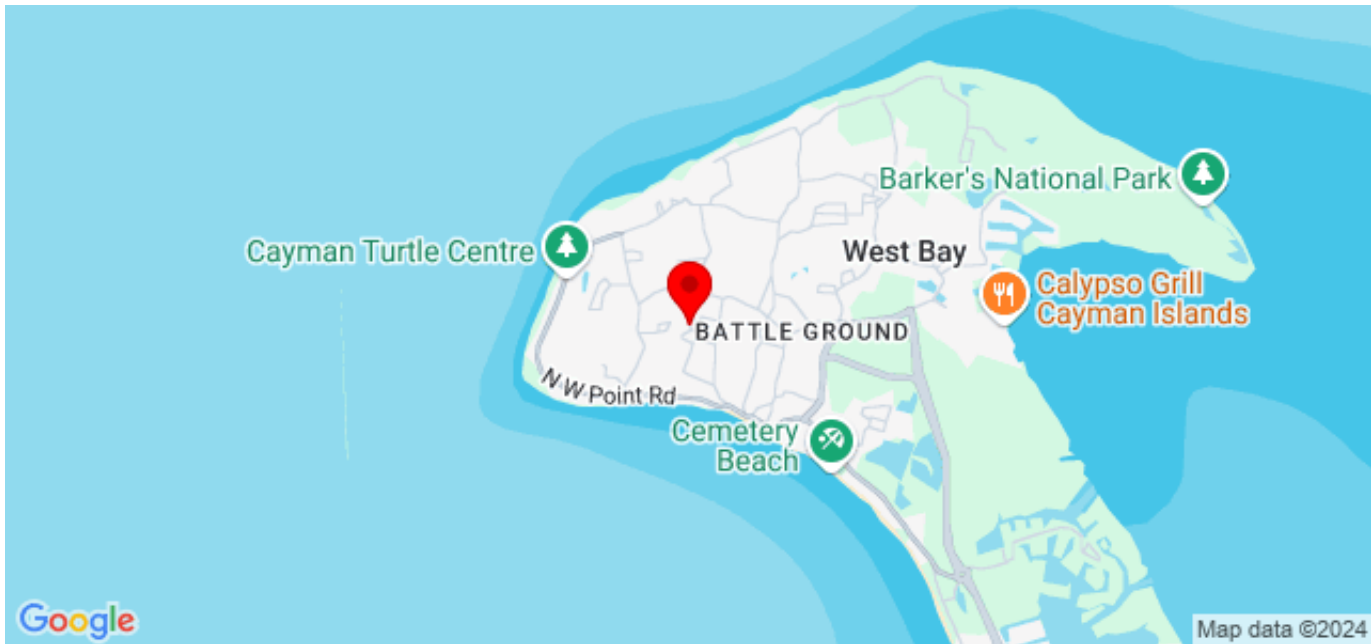 Barker's National Park
Cayman Turtle Centre
West Bay
Calypso Grill
Cayman Islands
BATTLE GROUND
N W Point Rd
Cemetery
Beach
Google
Map data ©2024